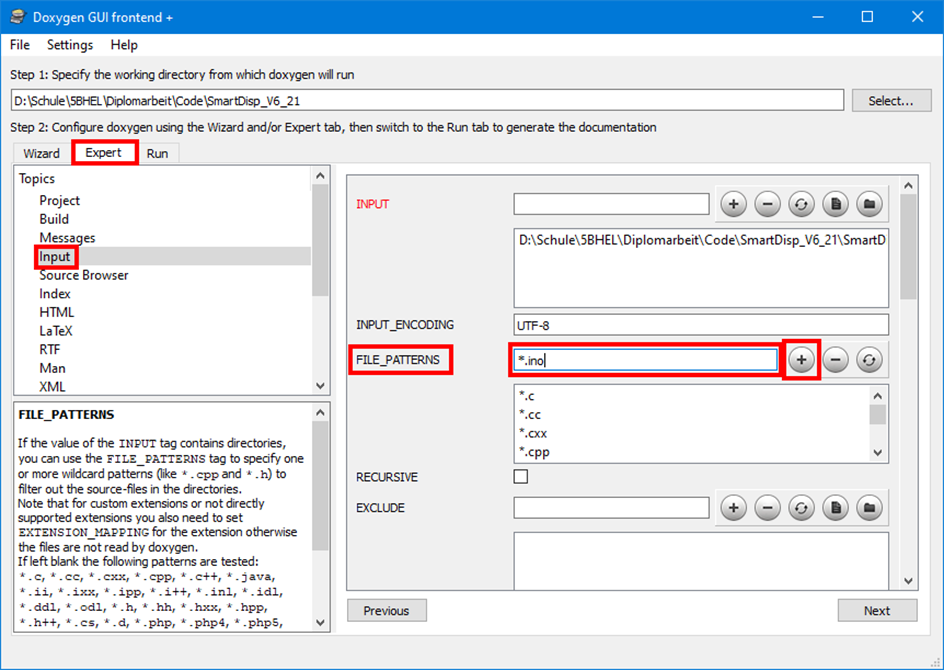 Doxygen GUI frontend +
File Settings Help
Step 1: Specify the working directory from which doxygen will run
D:\Schule\5BHEL\Diplomarbeit\Code\SmartDisp_V6_21
Select...
Step 2: Configure doxygen using the Wizard and/or Expert tab, then switch to the Run tab to generate the documentation
Wizard Expert Run
Topics
Project
Build
Messages
Input
Source Browser
Index
HTML
LaTeX
RTF
Man
XML
FILE_PATTERNS
If the value of the INPUT tag contains directories,
you can use the FILE_PATTERNS tag to specify one
or more wildcard patterns (like *.cpp and *.h) to
filter out the source-files in the directories.
Note that for custom extensions or not directly
supported extensions you also need to set
EXTENSION_MAPPING for the extension otherwise
the files are not read by doxygen.
If left blank the following patterns are tested:
*.c, *.cc, *.cxx, *.cpp, *.c++, *.java,
*.ii, *.ixx, *.ipp, *.i++, *.inl, *.idl,
*.ddl, *.odl, *.h, *.hh, *.hxx, *.hpp,
*.h++, *.cs, *.d, *.php, *.php4, *.php5,
INPUT
D:\Schule\5BHEL\Diplomarbeit\Code\SmartDisp_V6_21\SmartD
INPUT_ENCODING
UTF-8
FILE_PATTERNS
*.ino
*.c
*.cc
*.cxx
*.cpp
RECURSIVE
EXCLUDE
Previous
Next